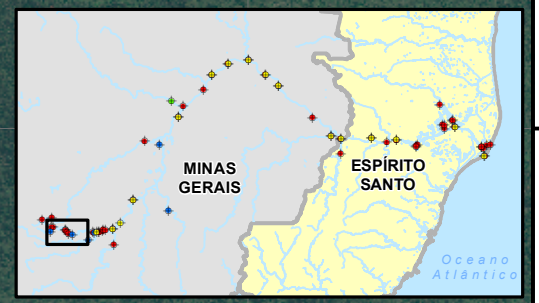 MINAS
GERAIS
ESPÍRITO
SANTO
Oceano
Atlântico